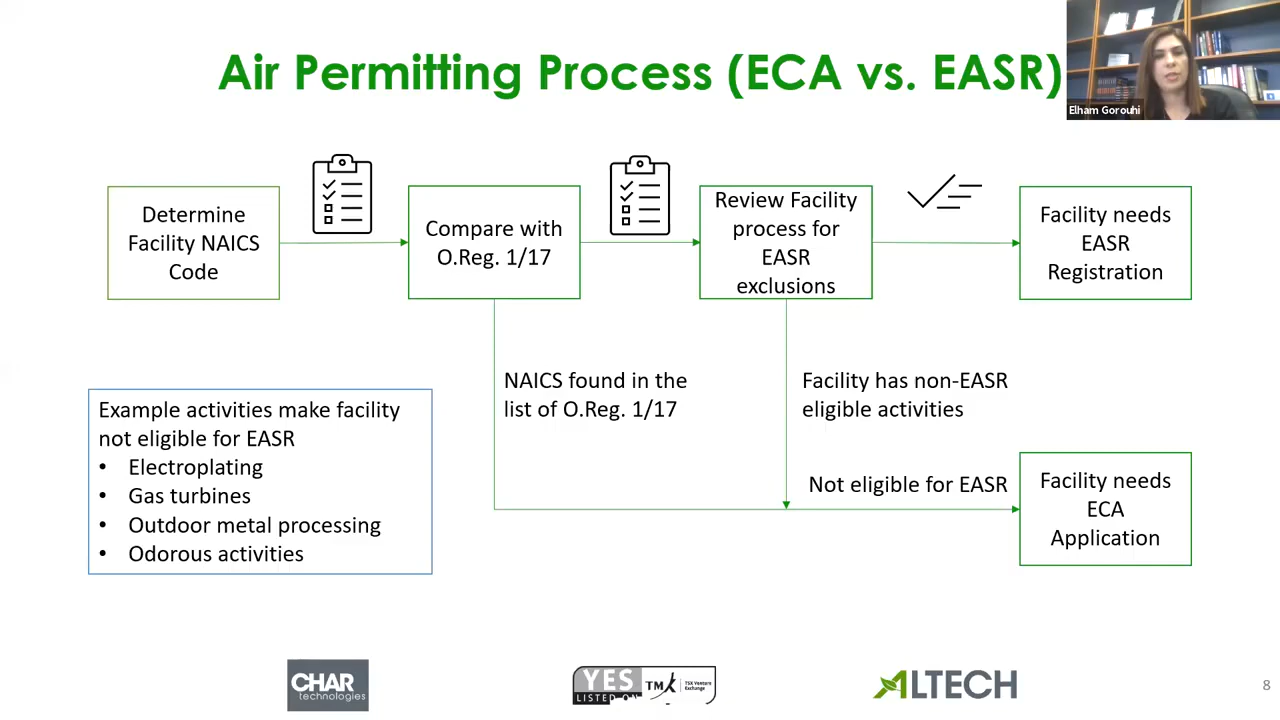 Air Permitting Process (ECA vs. EASR)
Elham Gorouhi
Determine
Facility NAICS
Code
Compare with
O.Reg. 1/17
Review Facility
process for
EASR
exclusions
Facility needs
EASR
Registration
NAICS found in the
list of O.Reg. 1/17
Facility has non-EASR
eligible activities
Example activities make facility
not eligible for EASR
• Electroplating
• Gas turbines
• Outdoor metal processing
• Odorous activities
Not eligible for EASR
Facility needs
ECA
Application
CHAR
technologies
YES
LISTED ON
TMX
TSX Venture
Exchange
ALTECH
8